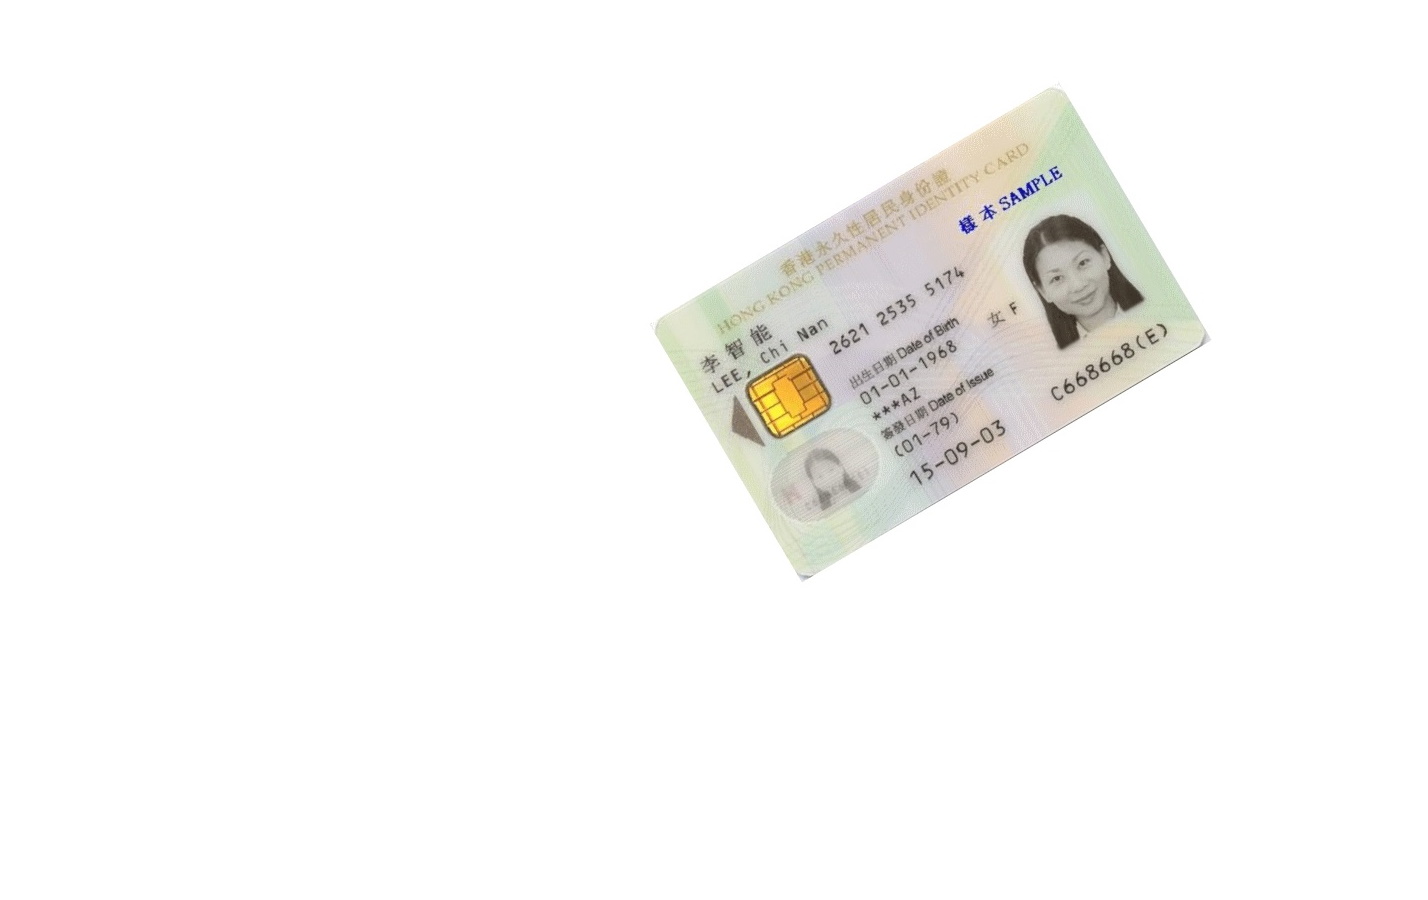 香港永久性居民身份證
HONG KONG PERMANENT IDENTITY CARD
樣本 SAMPLE
李智能
LEE, Chi Nan
2621 2535 5174
出生日期 Date of Birth
女 F
01-01-1968
***AZ
簽發日期 Date of Issue
(01-79)
15-09-03
C668668(E)